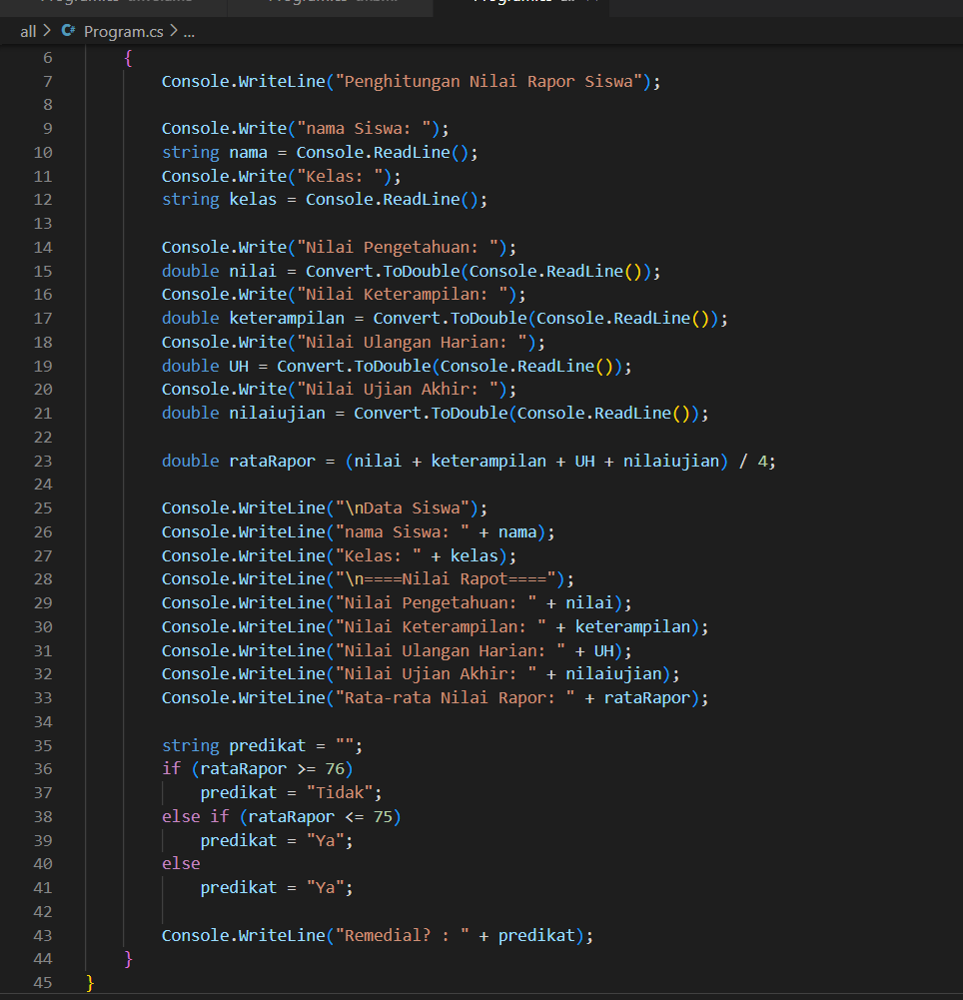 all > C# Program.cs > ...
6 {
7 Console.WriteLine("Penghitungan Nilai Rapor Siswa");
8
9 Console.Write("nama Siswa: ");
10 string nama = Console.ReadLine();
11 Console.Write("Kelas: ");
12 string kelas = Console.ReadLine();
13
14 Console.Write("Nilai Pengetahuan: ");
15 double nilai = Convert.ToDouble(Console.ReadLine());
16 Console.Write("Nilai Keterampilan: ");
17 double keterampilan = Convert.ToDouble(Console.ReadLine());
18 Console.Write("Nilai Ulangan Harian: ");
19 double UH = Convert.ToDouble(Console.ReadLine());
20 Console.Write("Nilai Ujian Akhir: ");
21 double nilaiujian = Convert.ToDouble(Console.ReadLine());
22
23 double rataRapor = (nilai + keterampilan + UH + nilaiujian) / 4;
24
25 Console.WriteLine("\nData Siswa");
26 Console.WriteLine("nama Siswa: " + nama);
27 Console.WriteLine("Kelas: " + kelas);
28 Console.WriteLine("\n====Nilai Rapot====");
29 Console.WriteLine("Nilai Pengetahuan: " + nilai);
30 Console.WriteLine("Nilai Keterampilan: " + keterampilan);
31 Console.WriteLine("Nilai Ulangan Harian: " + UH);
32 Console.WriteLine("Nilai Ujian Akhir: " + nilaiujian);
33 Console.WriteLine("Rata-rata Nilai Rapor: " + rataRapor);
34
35 string predikat = "";
36 if (rataRapor >= 76)
37 predikat = "Tidak";
38 else if (rataRapor <= 75)
39 predikat = "Ya";
40 else
41 predikat = "Ya";
42
43 Console.WriteLine("Remedial? : " + predikat);
44 }
45 }